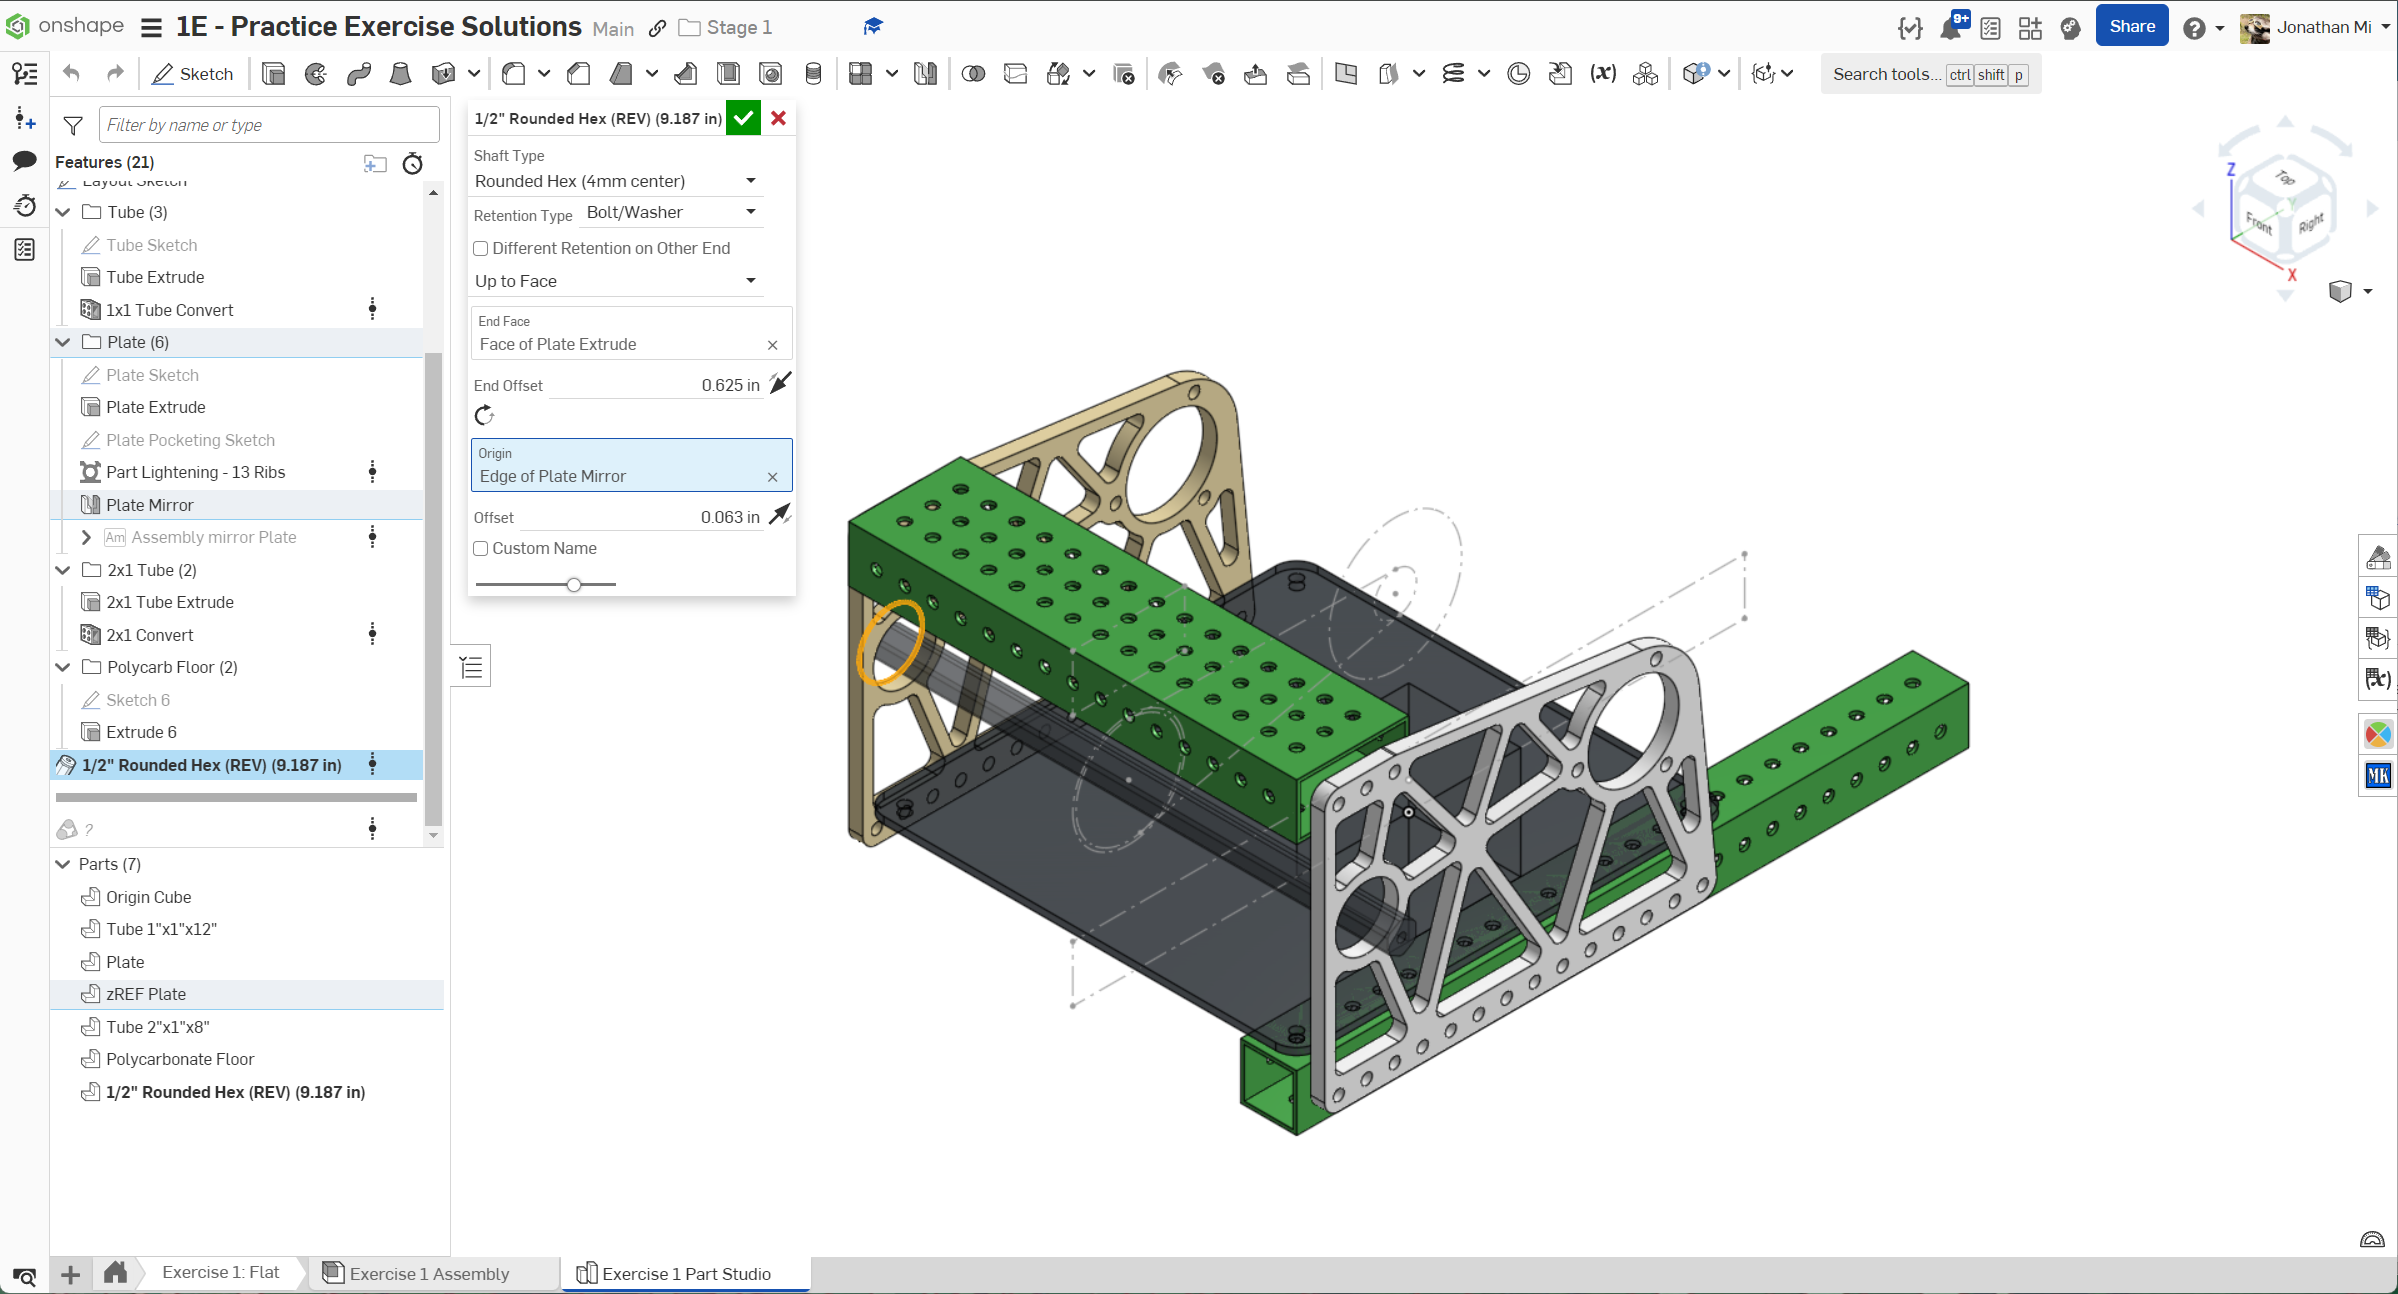 onshape
1E - Practice Exercise Solutions Main Stage 1
9+
Share
Jonathan Mi
Sketch
Search tools... ctrl shift p
Filter by name or type
Features (21)
Layout Sketch
Tube (3)
Tube Sketch
Tube Extrude
1x1 Tube Convert
Plate (6)
Plate Sketch
Plate Extrude
Plate Pocketing Sketch
Part Lightening - 13 Ribs
Plate Mirror
Am Assembly mirror Plate
2x1 Tube (2)
2x1 Tube Extrude
2x1 Convert
Polycarb Floor (2)
Sketch 6
Extrude 6
1/2" Rounded Hex (REV) (9.187 in)
?
Parts (7)
Origin Cube
Tube 1"x1"x12"
Plate
zREF Plate
Tube 2"x1"x8"
Polycarbonate Floor
1/2" Rounded Hex (REV) (9.187 in)
1/2" Rounded Hex (REV) (9.187 in)
Shaft Type
Rounded Hex (4mm center)
Retention Type Bolt/Washer
Different Retention on Other End
Up to Face
End Face
Face of Plate Extrude
End Offset 0.625 in
Origin
Edge of Plate Mirror
Offset 0.063 in
Custom Name
Z
Top
Front
Right
X
(x)
(x)
MK
Exercise 1: Flat
Exercise 1 Assembly
Exercise 1 Part Studio